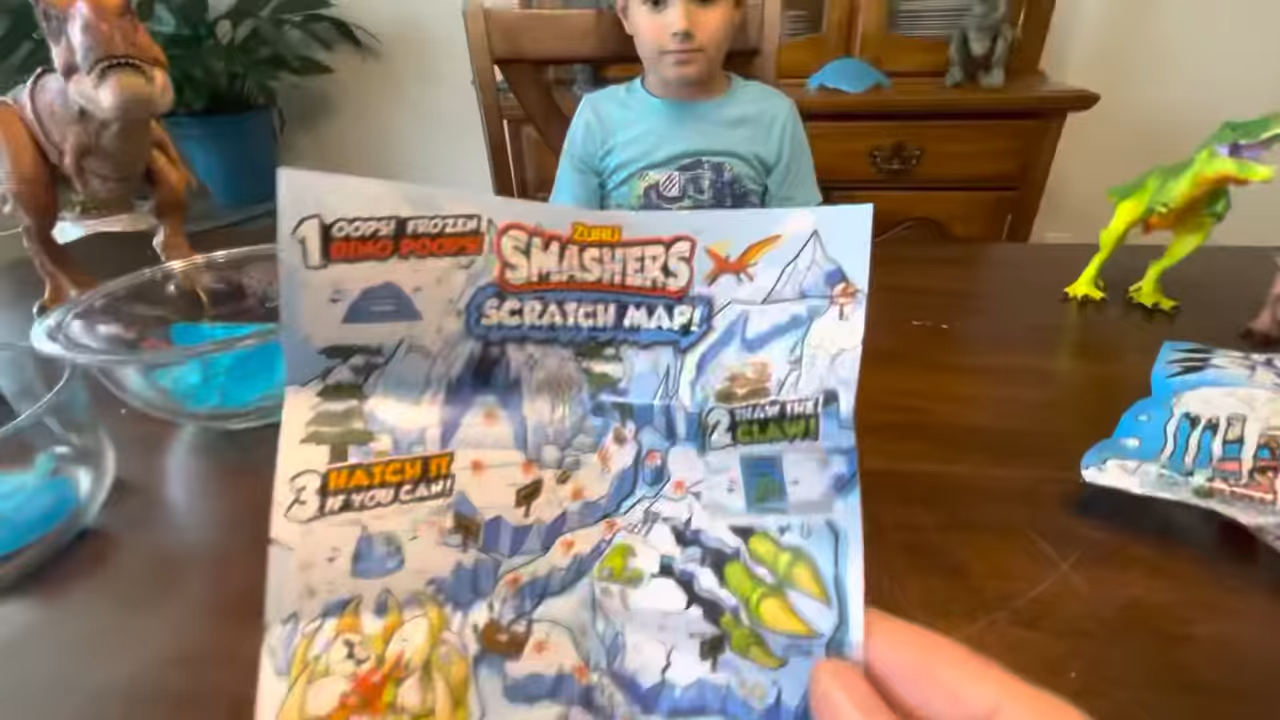 1 OOPS! FROZEN
DINO POOPS!
ZURU
SMASHERS
SCRATCH MAP!
2 THAW THE
CLAW!
3 HATCH IT
IF YOU CAN!